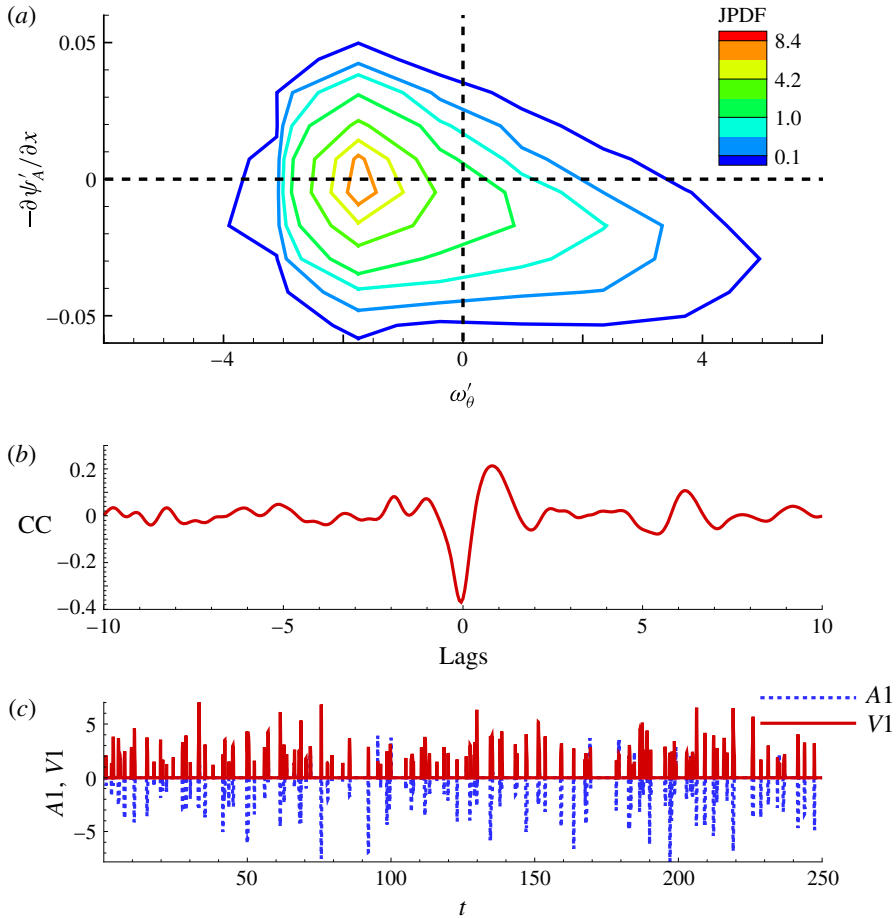 (a)
JPDF
8.4
4.2
1.0
0.1
0.05
0
−0.05
−∂ψ′A/∂x
−4
0
4
ω′θ
(b)
0.2
0
−0.2
−0.4
CC
−10
−5
0
5
10
Lags
(c)
A1
V1
5
0
−5
A1, V1
50
100
150
200
250
t